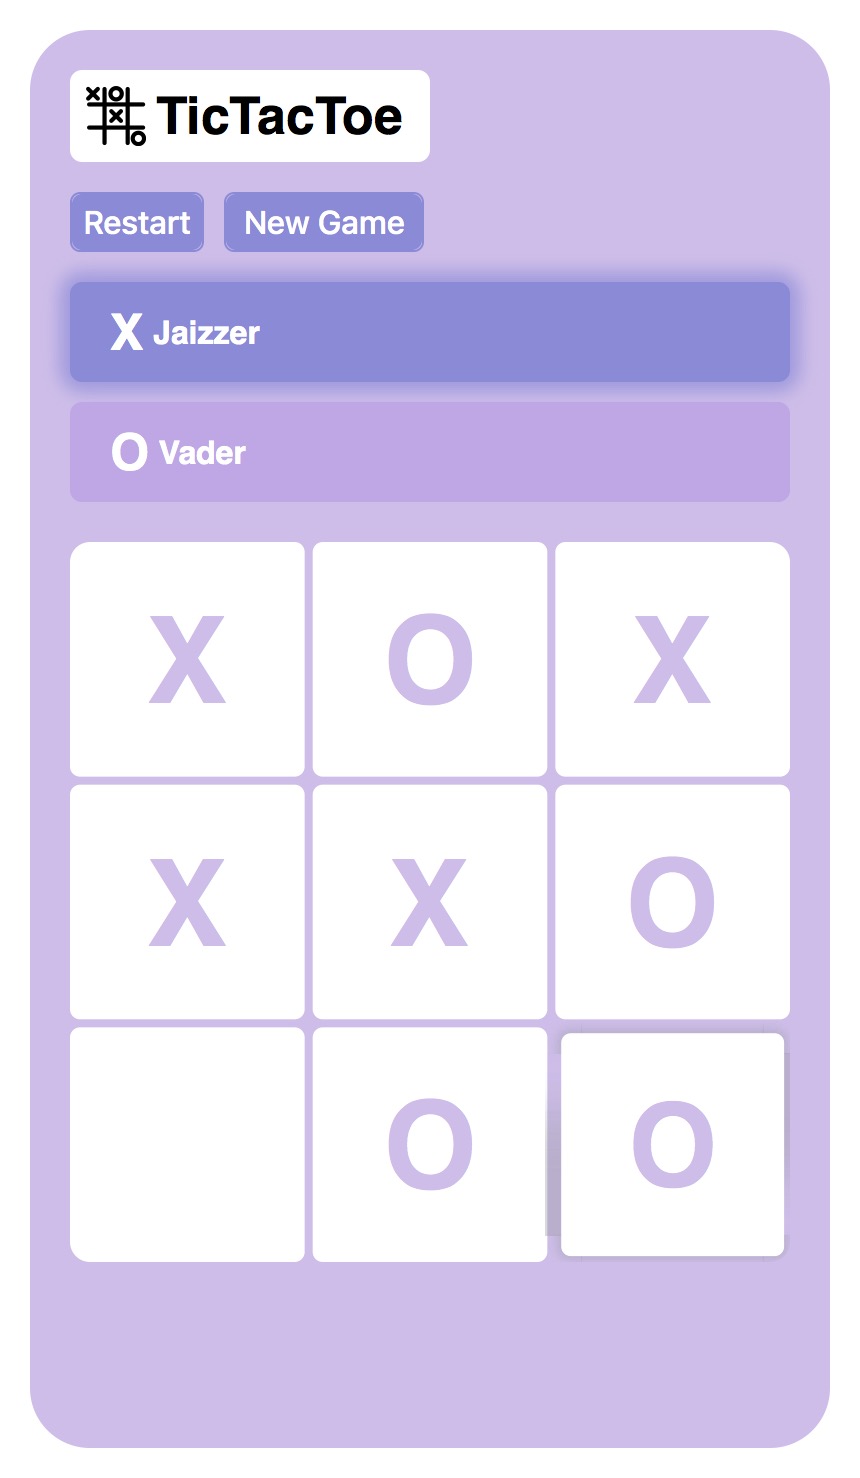 TicTacToe
Restart New Game
X Jaizzer
O Vader
X O X
X X O
O O